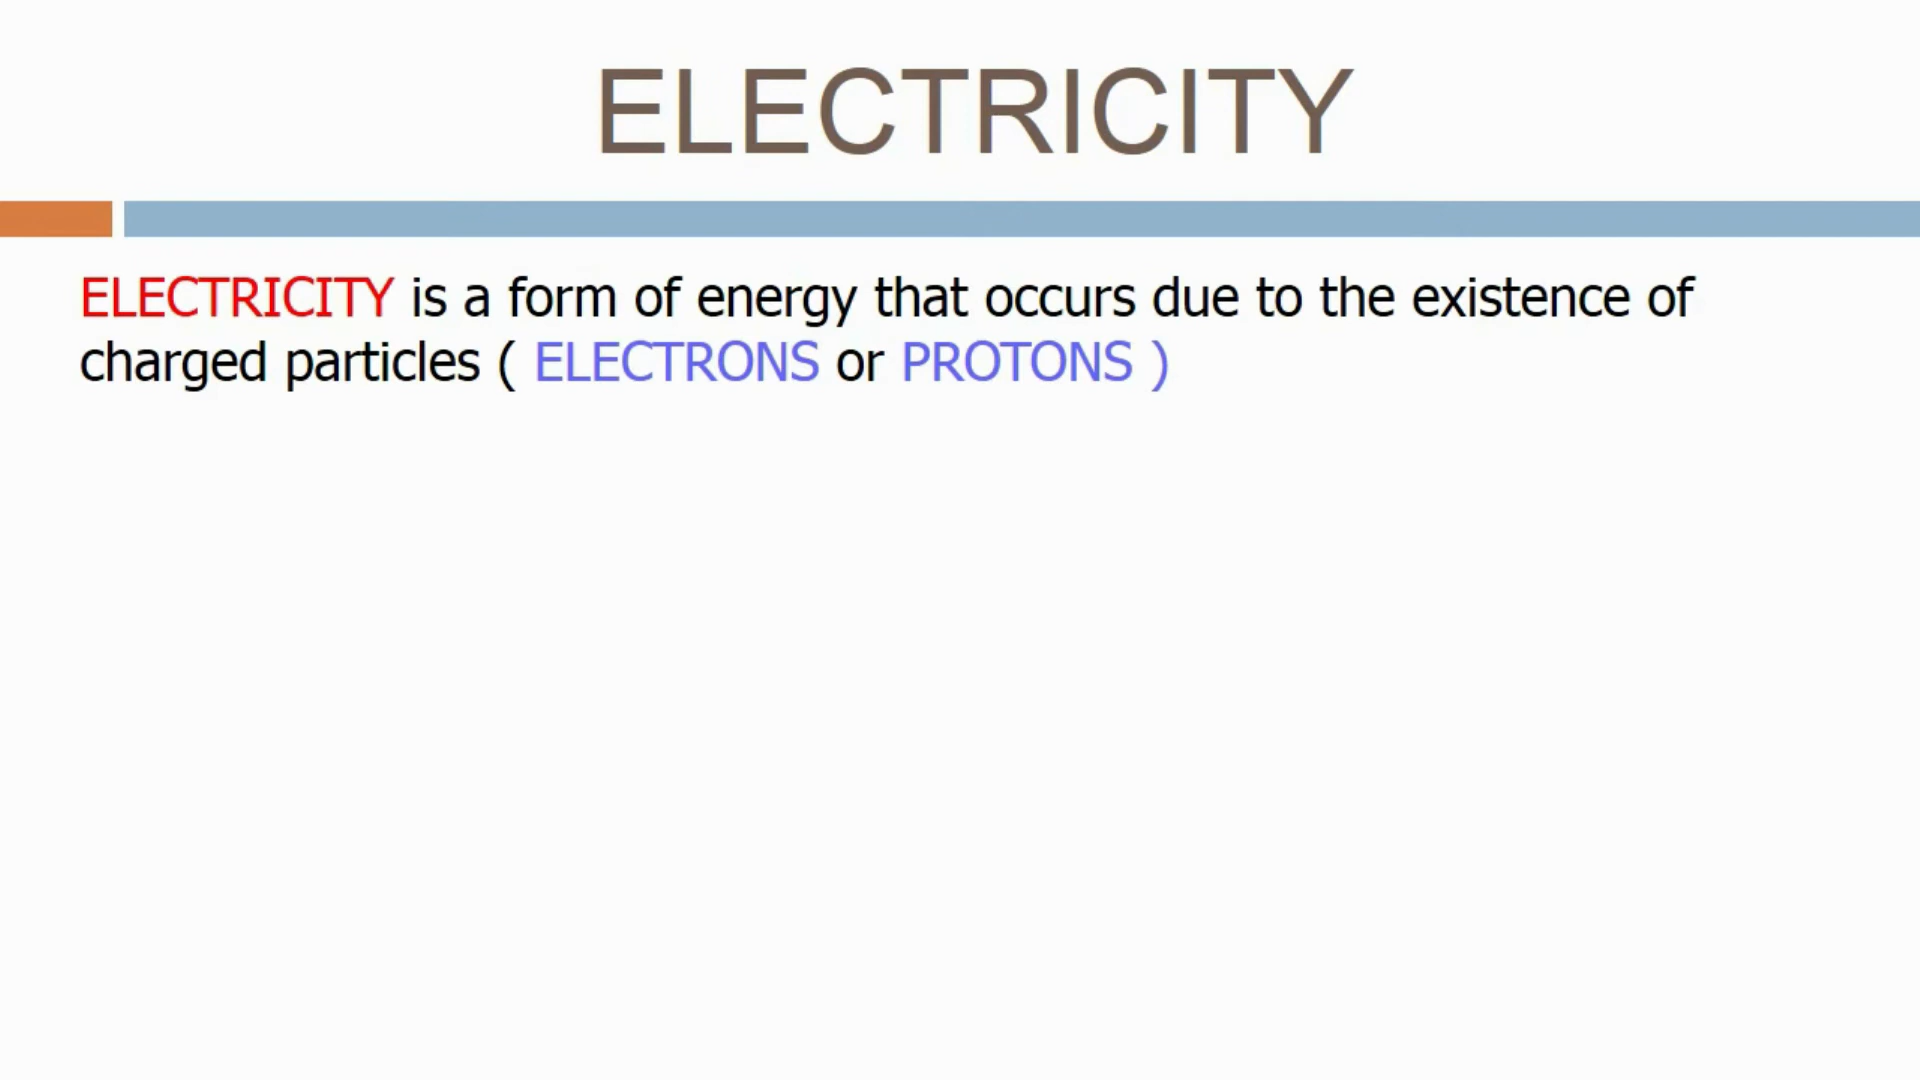 ELECTRICITY
ELECTRICITY is a form of energy that occurs due to the existence of
charged particles ( ELECTRONS or PROTONS )